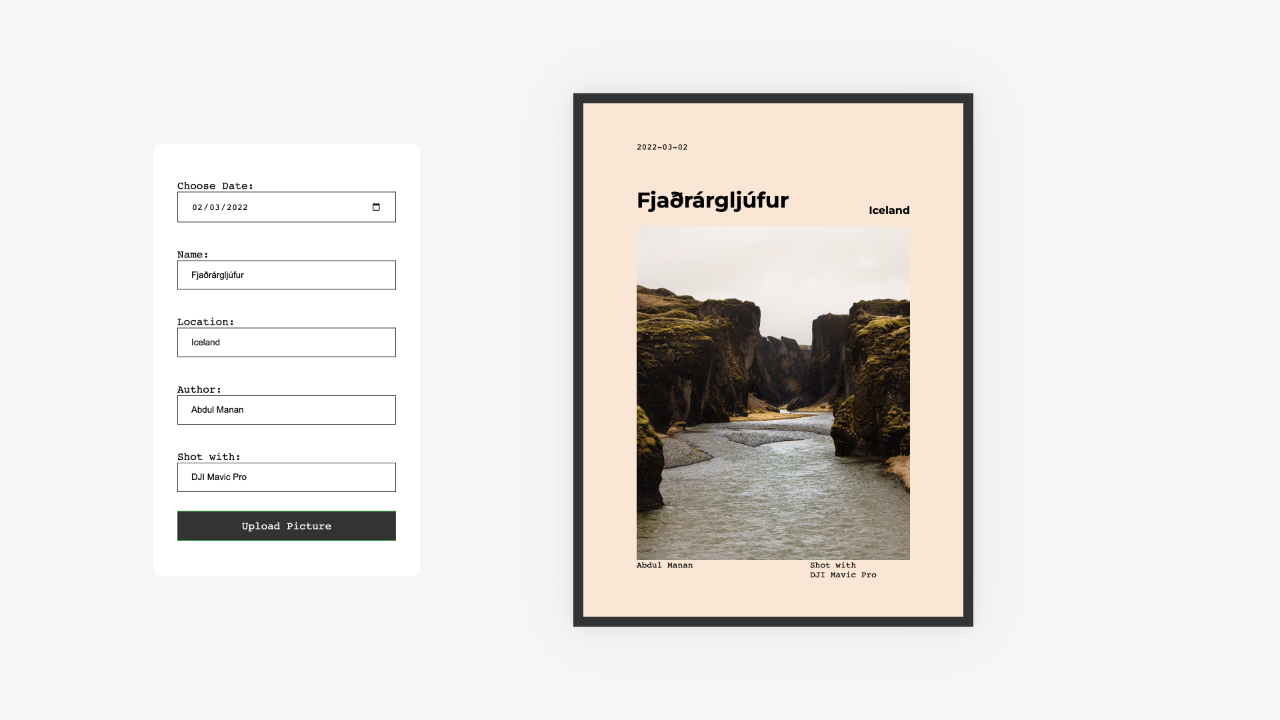 Choose Date:
02/03/2022
Name:
Fjaðrárgljúfur
Location:
Iceland
Author:
Abdul Manan
Shot with:
DJI Mavic Pro
Upload Picture
2022-03-02
Fjaðrárgljúfur
Iceland
Abdul Manan
Shot with
DJI Mavic Pro